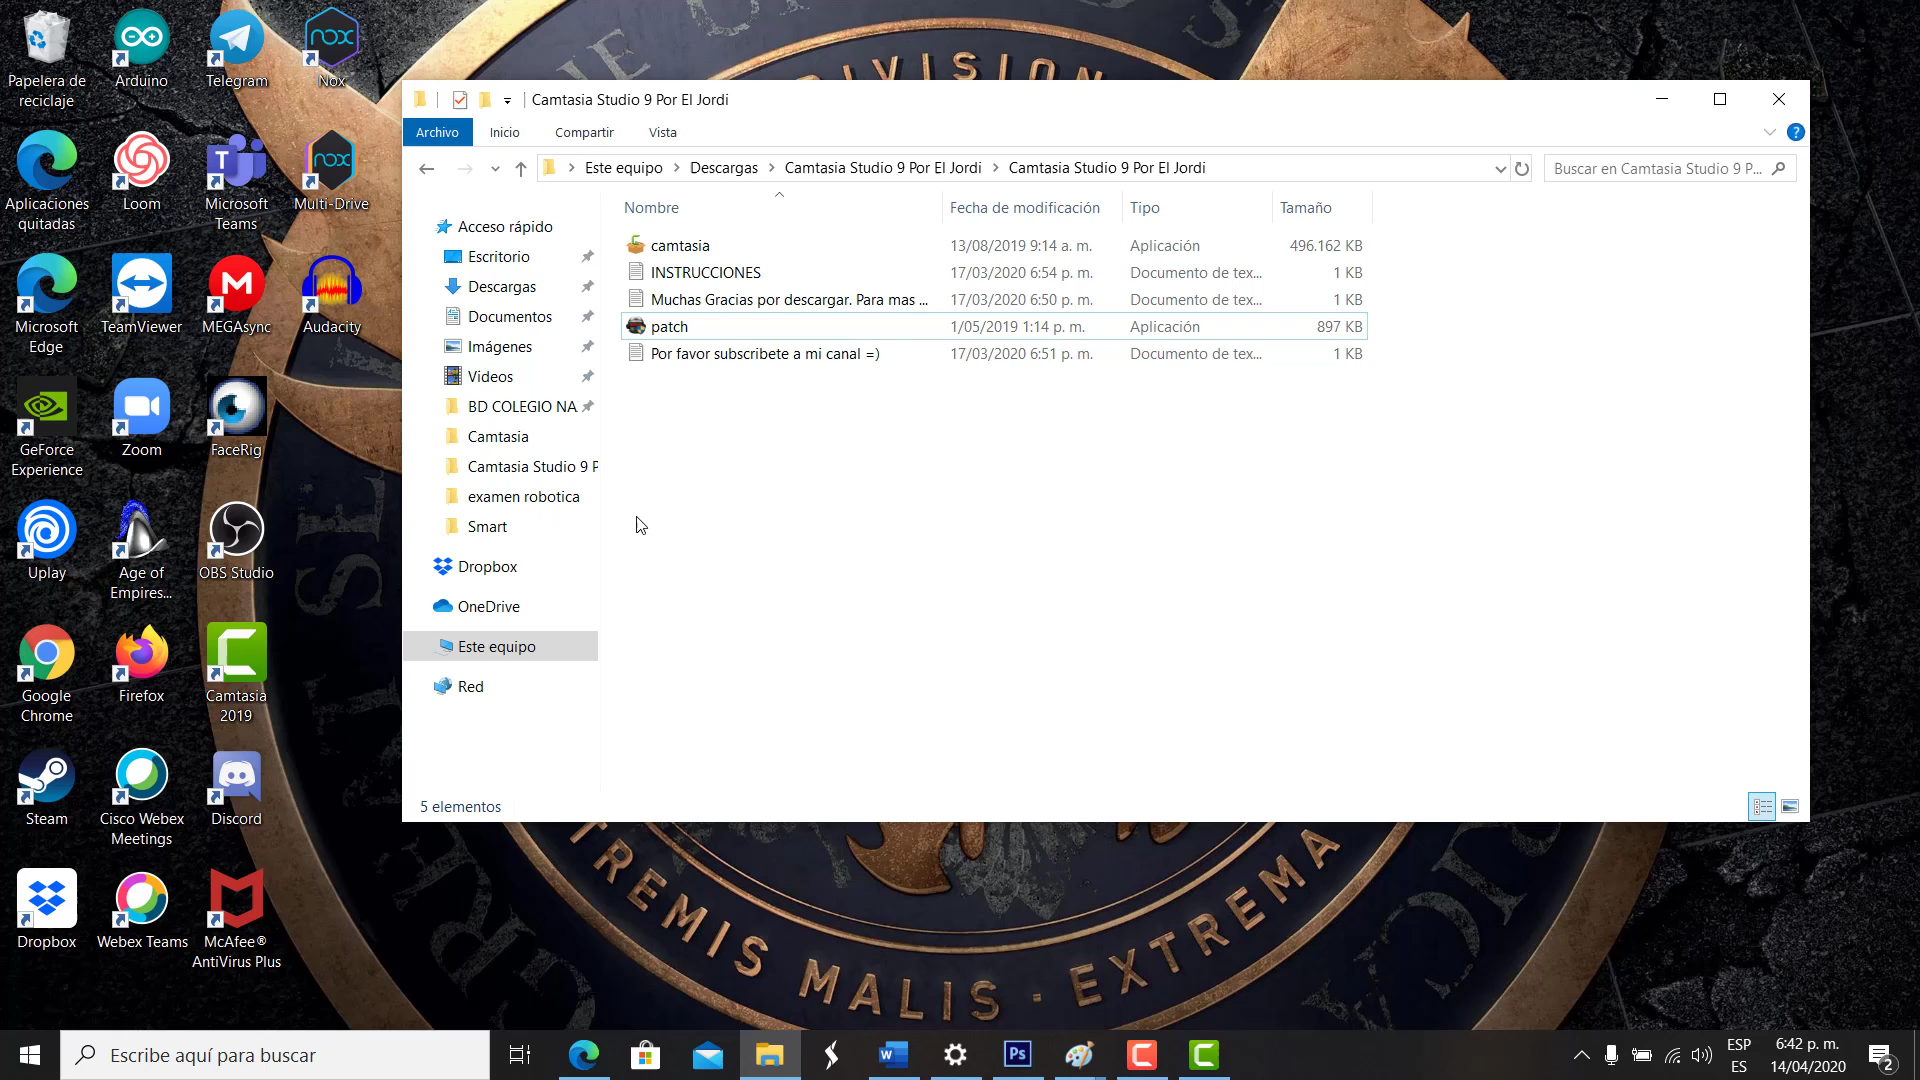 Papelera de
reciclaje
Arduino
Telegram
Nox
Aplicaciones
quitadas
Loom
Microsoft
Teams
Multi-Drive
Microsoft
Edge
TeamViewer
MEGAsync
Audacity
GeForce
Experience
Zoom
FaceRig
Uplay
Age of
Empires...
OBS Studio
Google
Chrome
Firefox
Camtasia
2019
Steam
Cisco Webex
Meetings
Discord
Dropbox
Webex Teams
McAfee®
AntiVirus Plus
DIVISION
Camtasia Studio 9 Por El Jordi
Archivo Inicio Compartir Vista
Este equipo > Descargas > Camtasia Studio 9 Por El Jordi > Camtasia Studio 9 Por El Jordi
Buscar en Camtasia Studio 9 P...
Acceso rápido
Escritorio
Descargas
Documentos
Imágenes
Videos
BD COLEGIO NA
Camtasia
Camtasia Studio 9 P
examen robotica
Smart
Dropbox
OneDrive
Este equipo
Red
Nombre Fecha de modificación Tipo Tamaño
camtasia 13/08/2019 9:14 a. m. Aplicación 496.162 KB
INSTRUCCIONES 17/03/2020 6:54 p. m. Documento de tex... 1 KB
Muchas Gracias por descargar. Para mas ... 17/03/2020 6:50 p. m. Documento de tex... 1 KB
patch 1/05/2019 1:14 p. m. Aplicación 897 KB
Por favor subscribete a mi canal =) 17/03/2020 6:51 p. m. Documento de tex... 1 KB
5 elementos
TREMIS MALIS - EXTREMA
Escribe aquí para buscar
ESP
ES
6:42 p. m.
14/04/2020
2